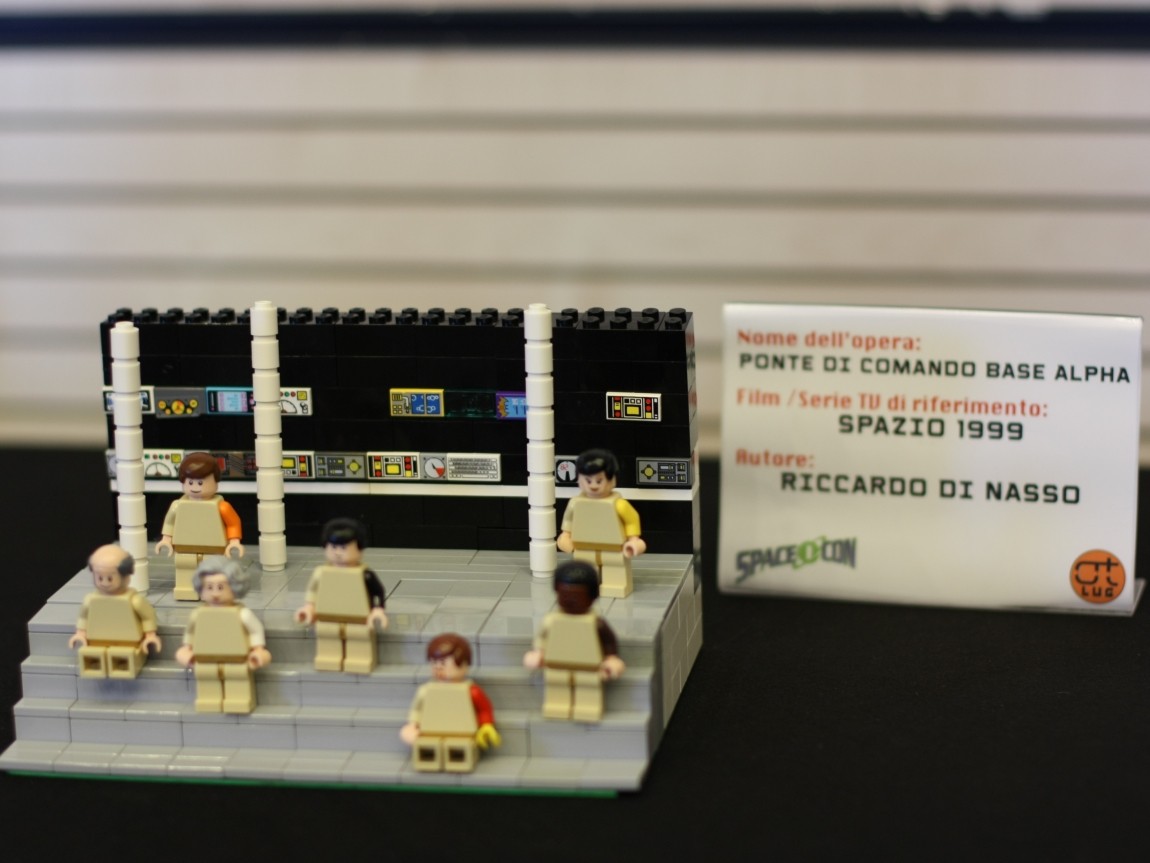 Nome dell'opera:
PONTE DI COMANDO BASE ALPHA
Film /Serie TV di riferimento:
SPAZIO 1999
Autore:
RICCARDO DI NASSO
SPACE CON
at
LUG